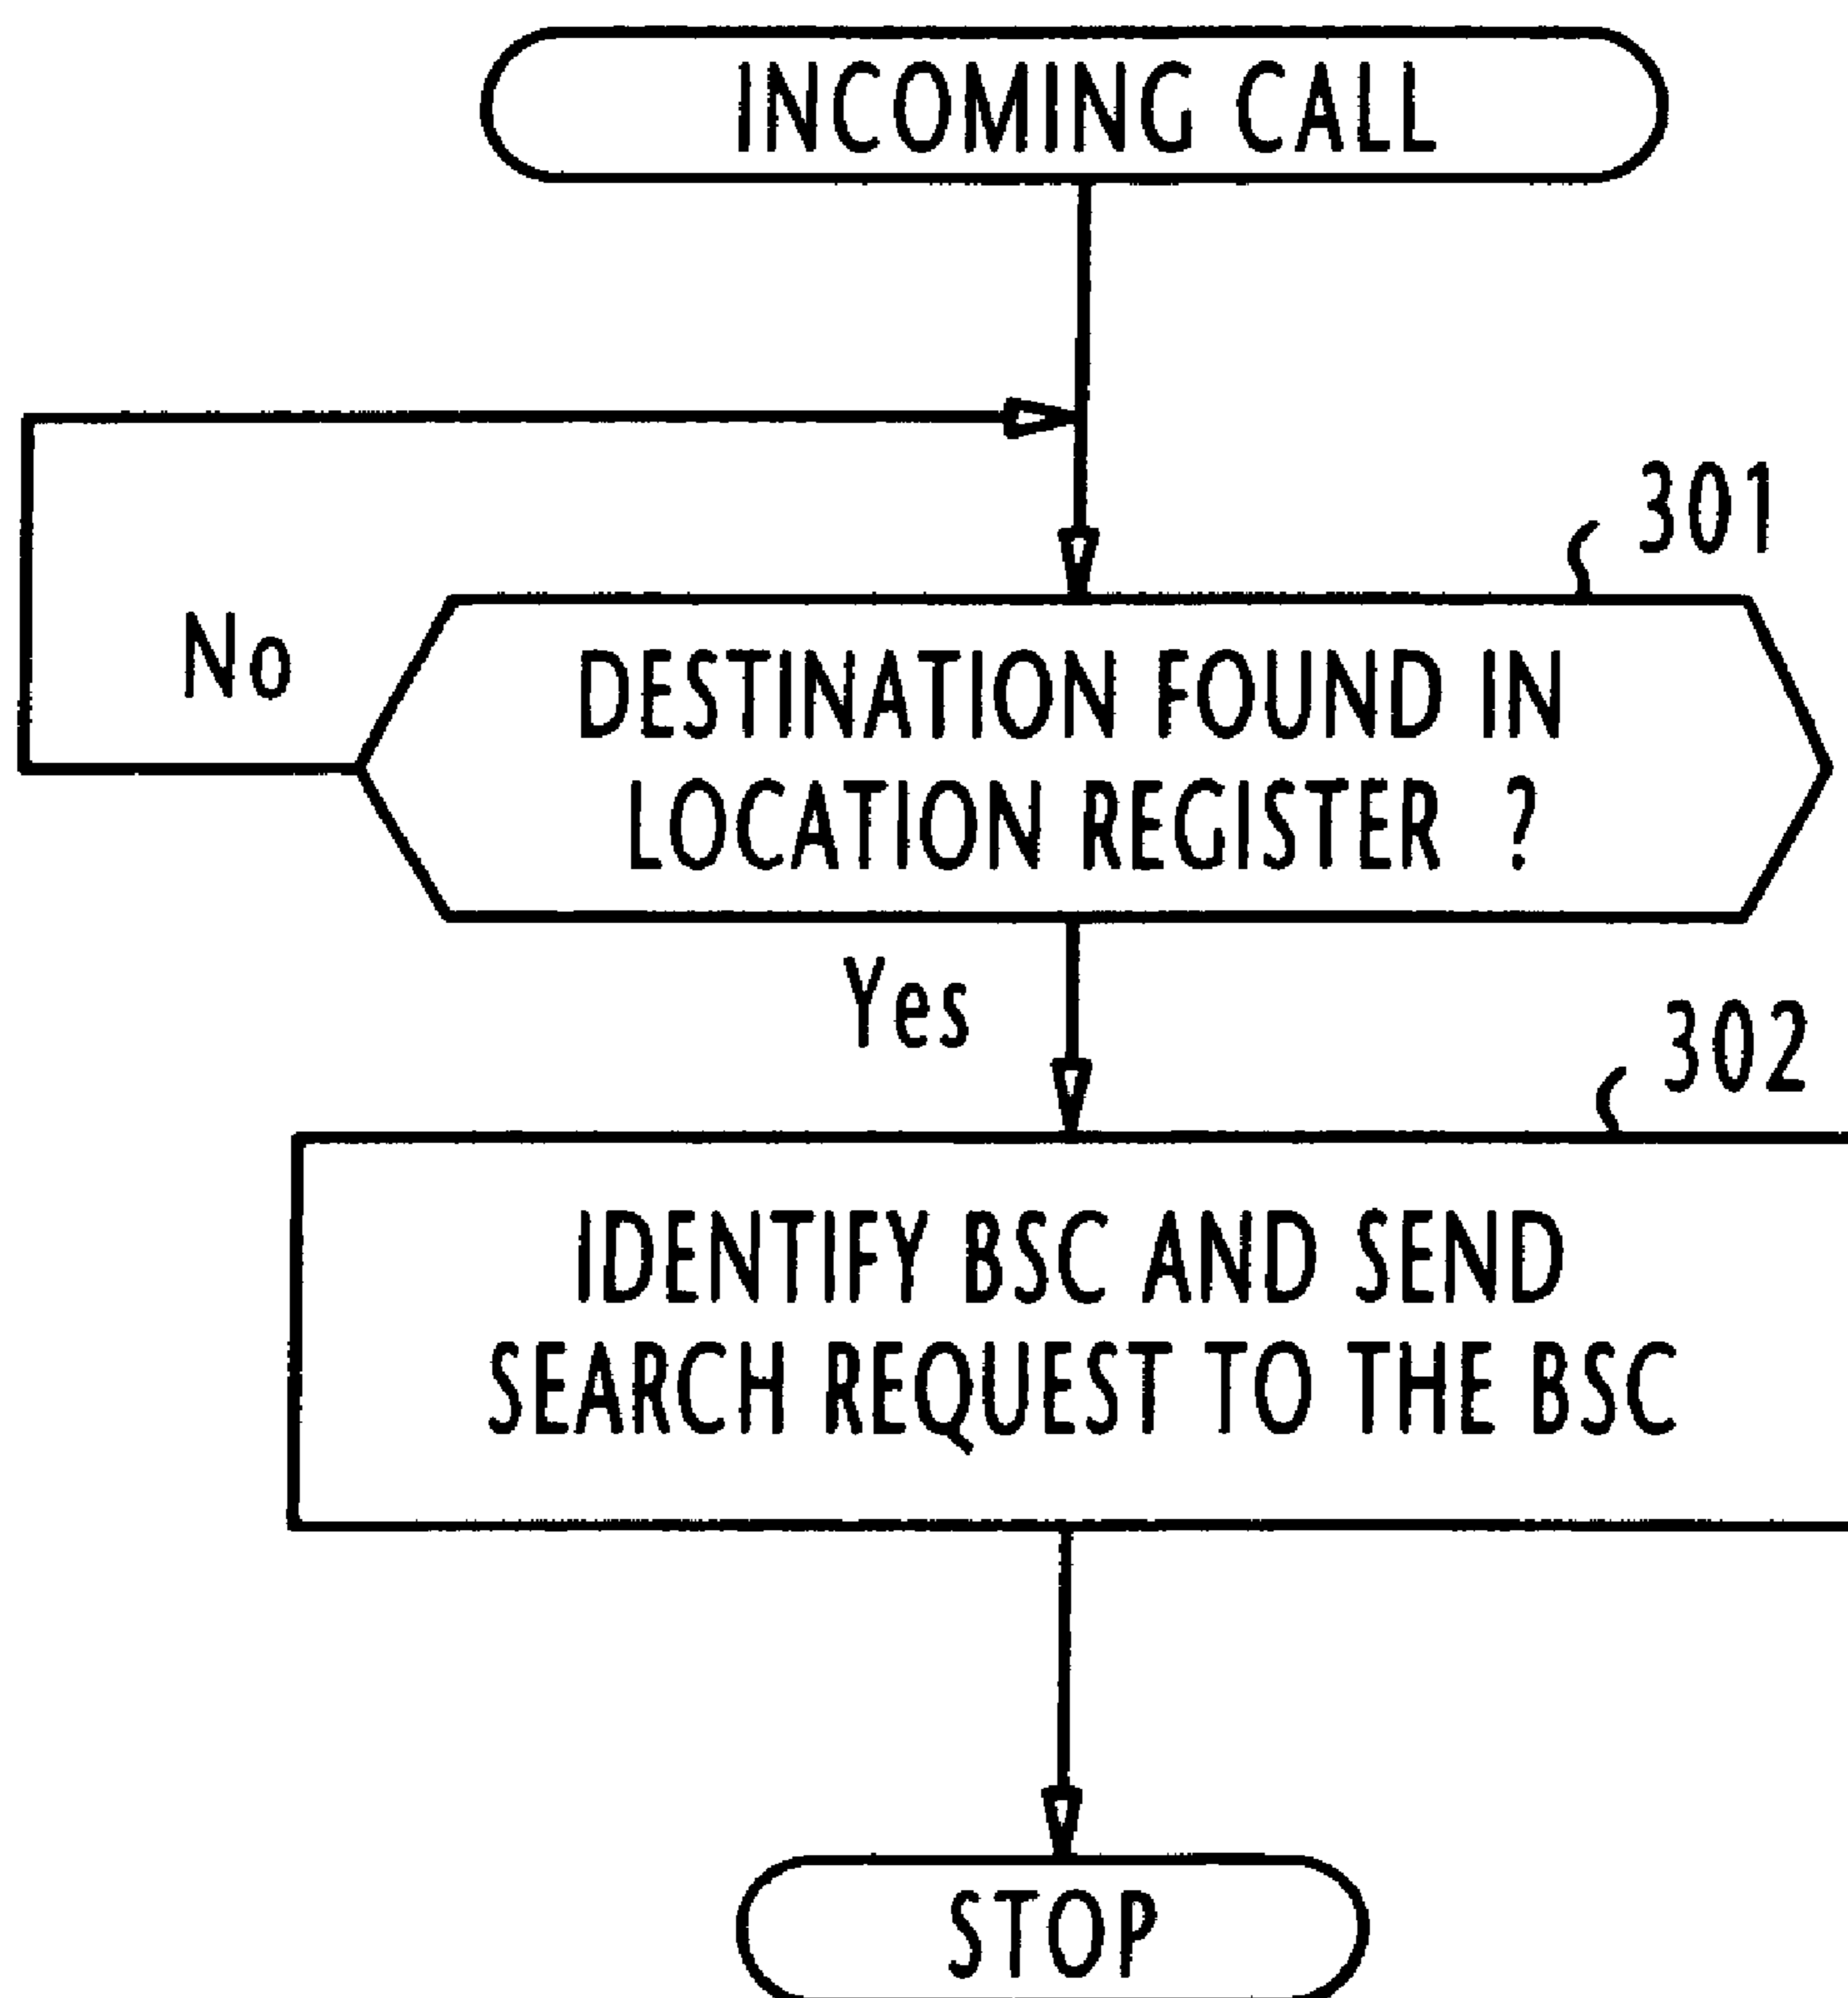 INCOMING CALL
301
No
DESTINATION FOUND IN
LOCATION REGISTER ?
Yes
302
IDENTIFY BSC AND SEND
SEARCH REQUEST TO THE BSC
STOP